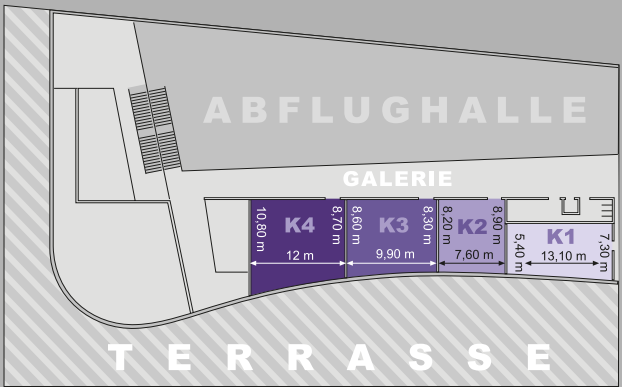 ABFLUGHALLE
GALERIE
K4
10,80 m
8,70 m
12 m
K3
8,60 m
8,30 m
9,90 m
K2
8,20 m
8,90 m
7,60 m
K1
5,40 m
7,30 m
13,10 m
TERRASSE